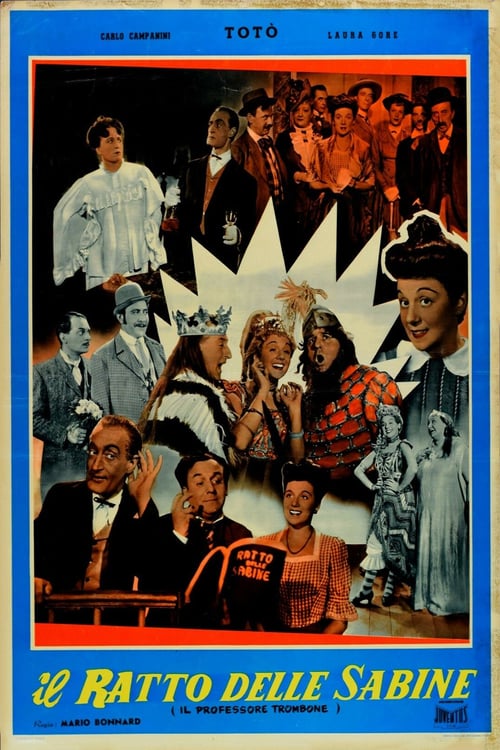 CARLO CAMPANINI TOTÒ LAURA GORE
RATTO
DELLE
SABINE
il RATTO DELLE SABINE
( IL PROFESSORE TROMBONE )
Regia: MARIO BONNARD
JUVENTUS